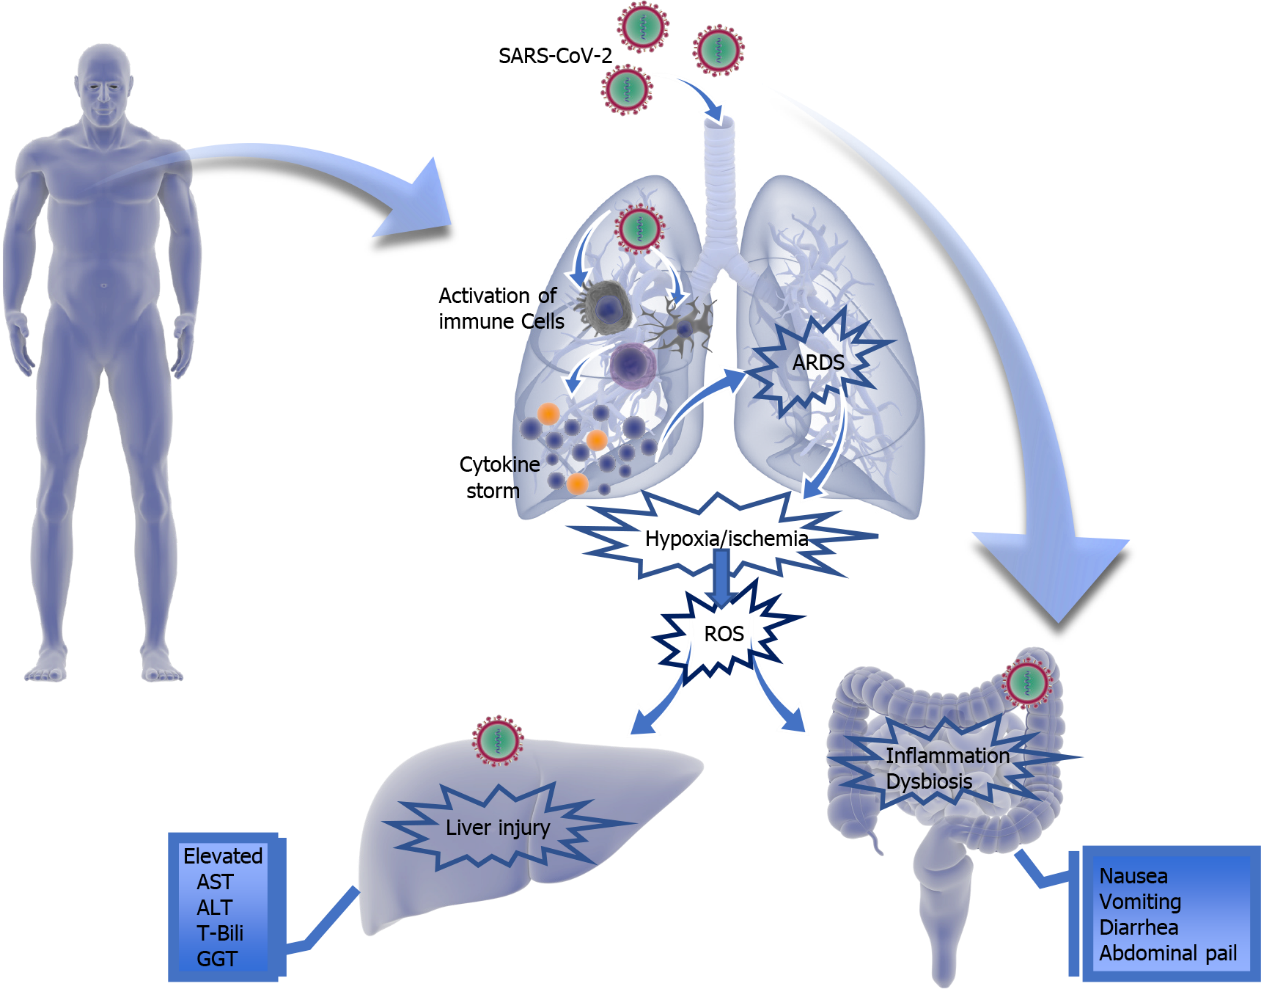 SARS-CoV-2
Activation of
immune Cells
ARDS
Cytokine
storm
Hypoxia/ischemia
ROS
Inflammation
Dysbiosis
Liver injury
Elevated
AST
ALT
T-Bili
GGT
Nausea
Vomiting
Diarrhea
Abdominal pail